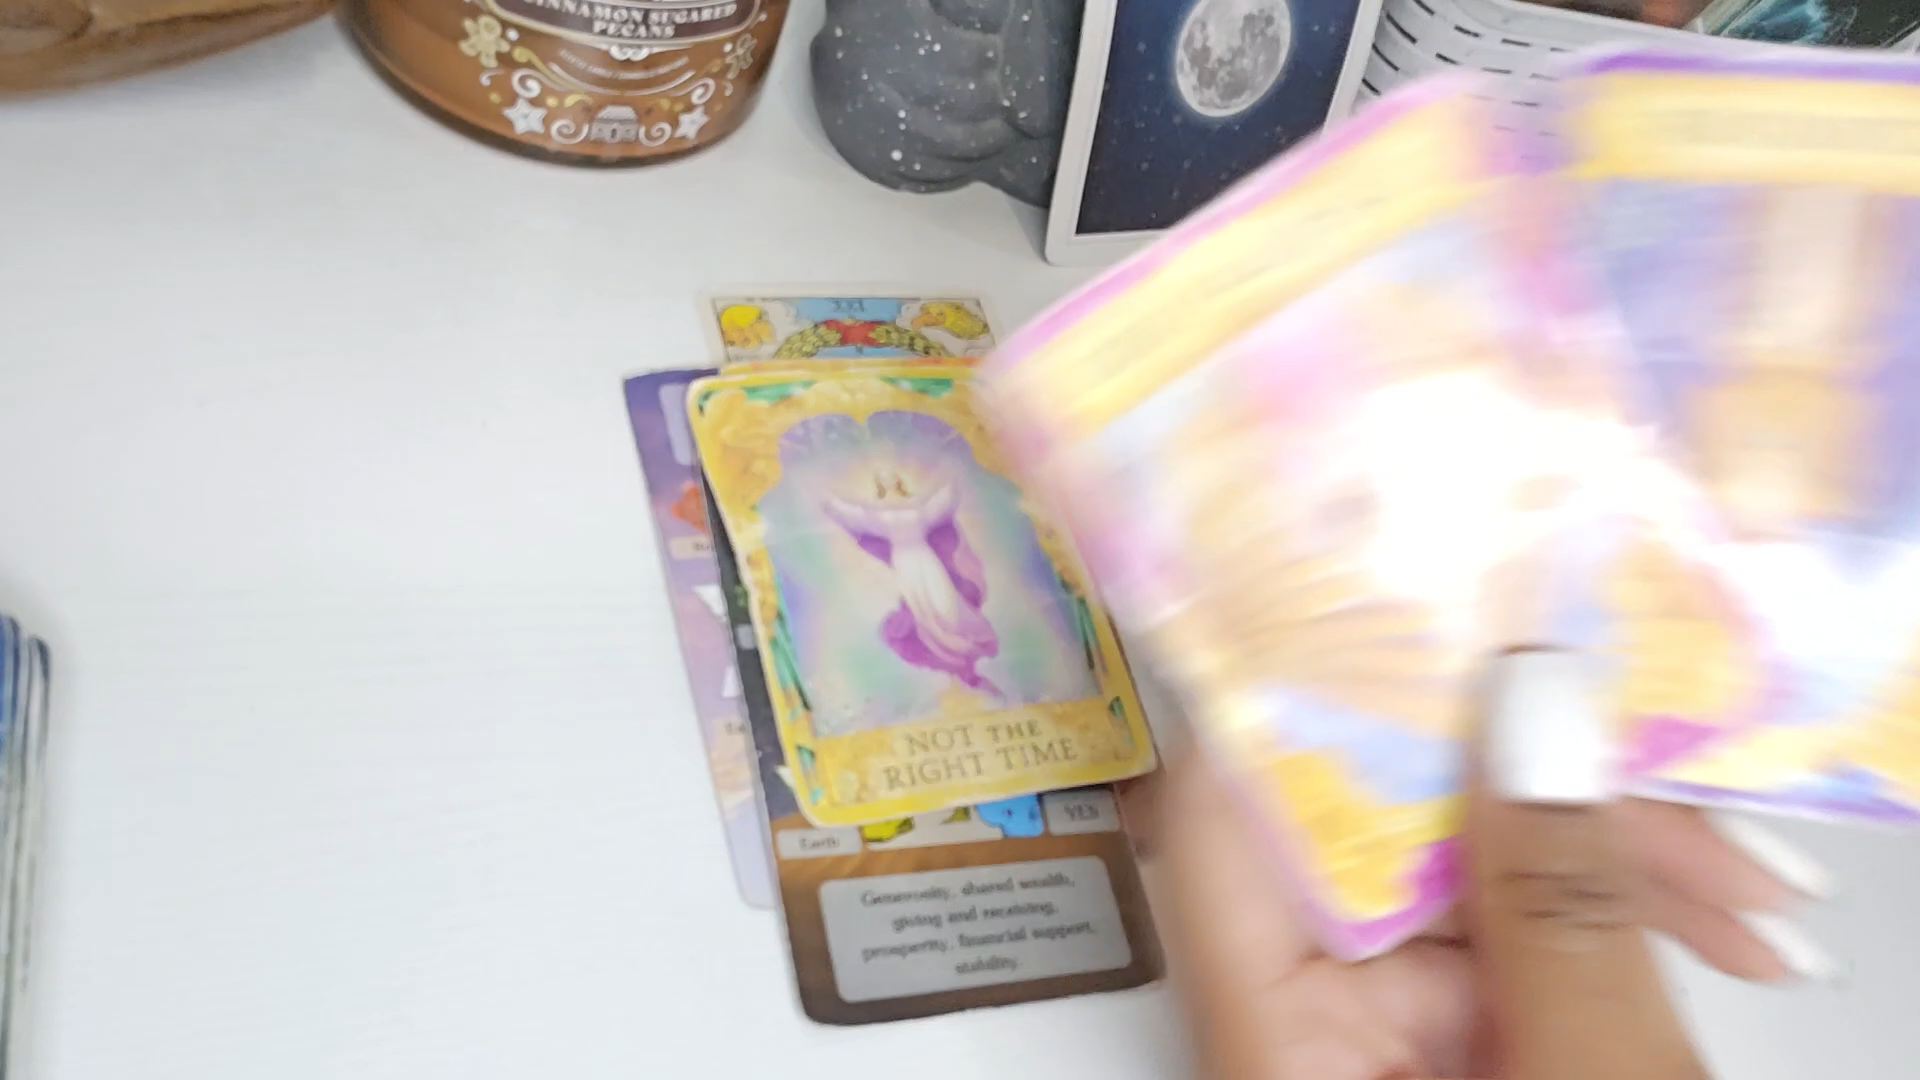 CINNAMON SUGARED
PECANS
XXI
NOT THE
RIGHT TIME
YES
Earth
Generosity, shared wealth,
giving and receiving,
prosperity, financial support,
stability.